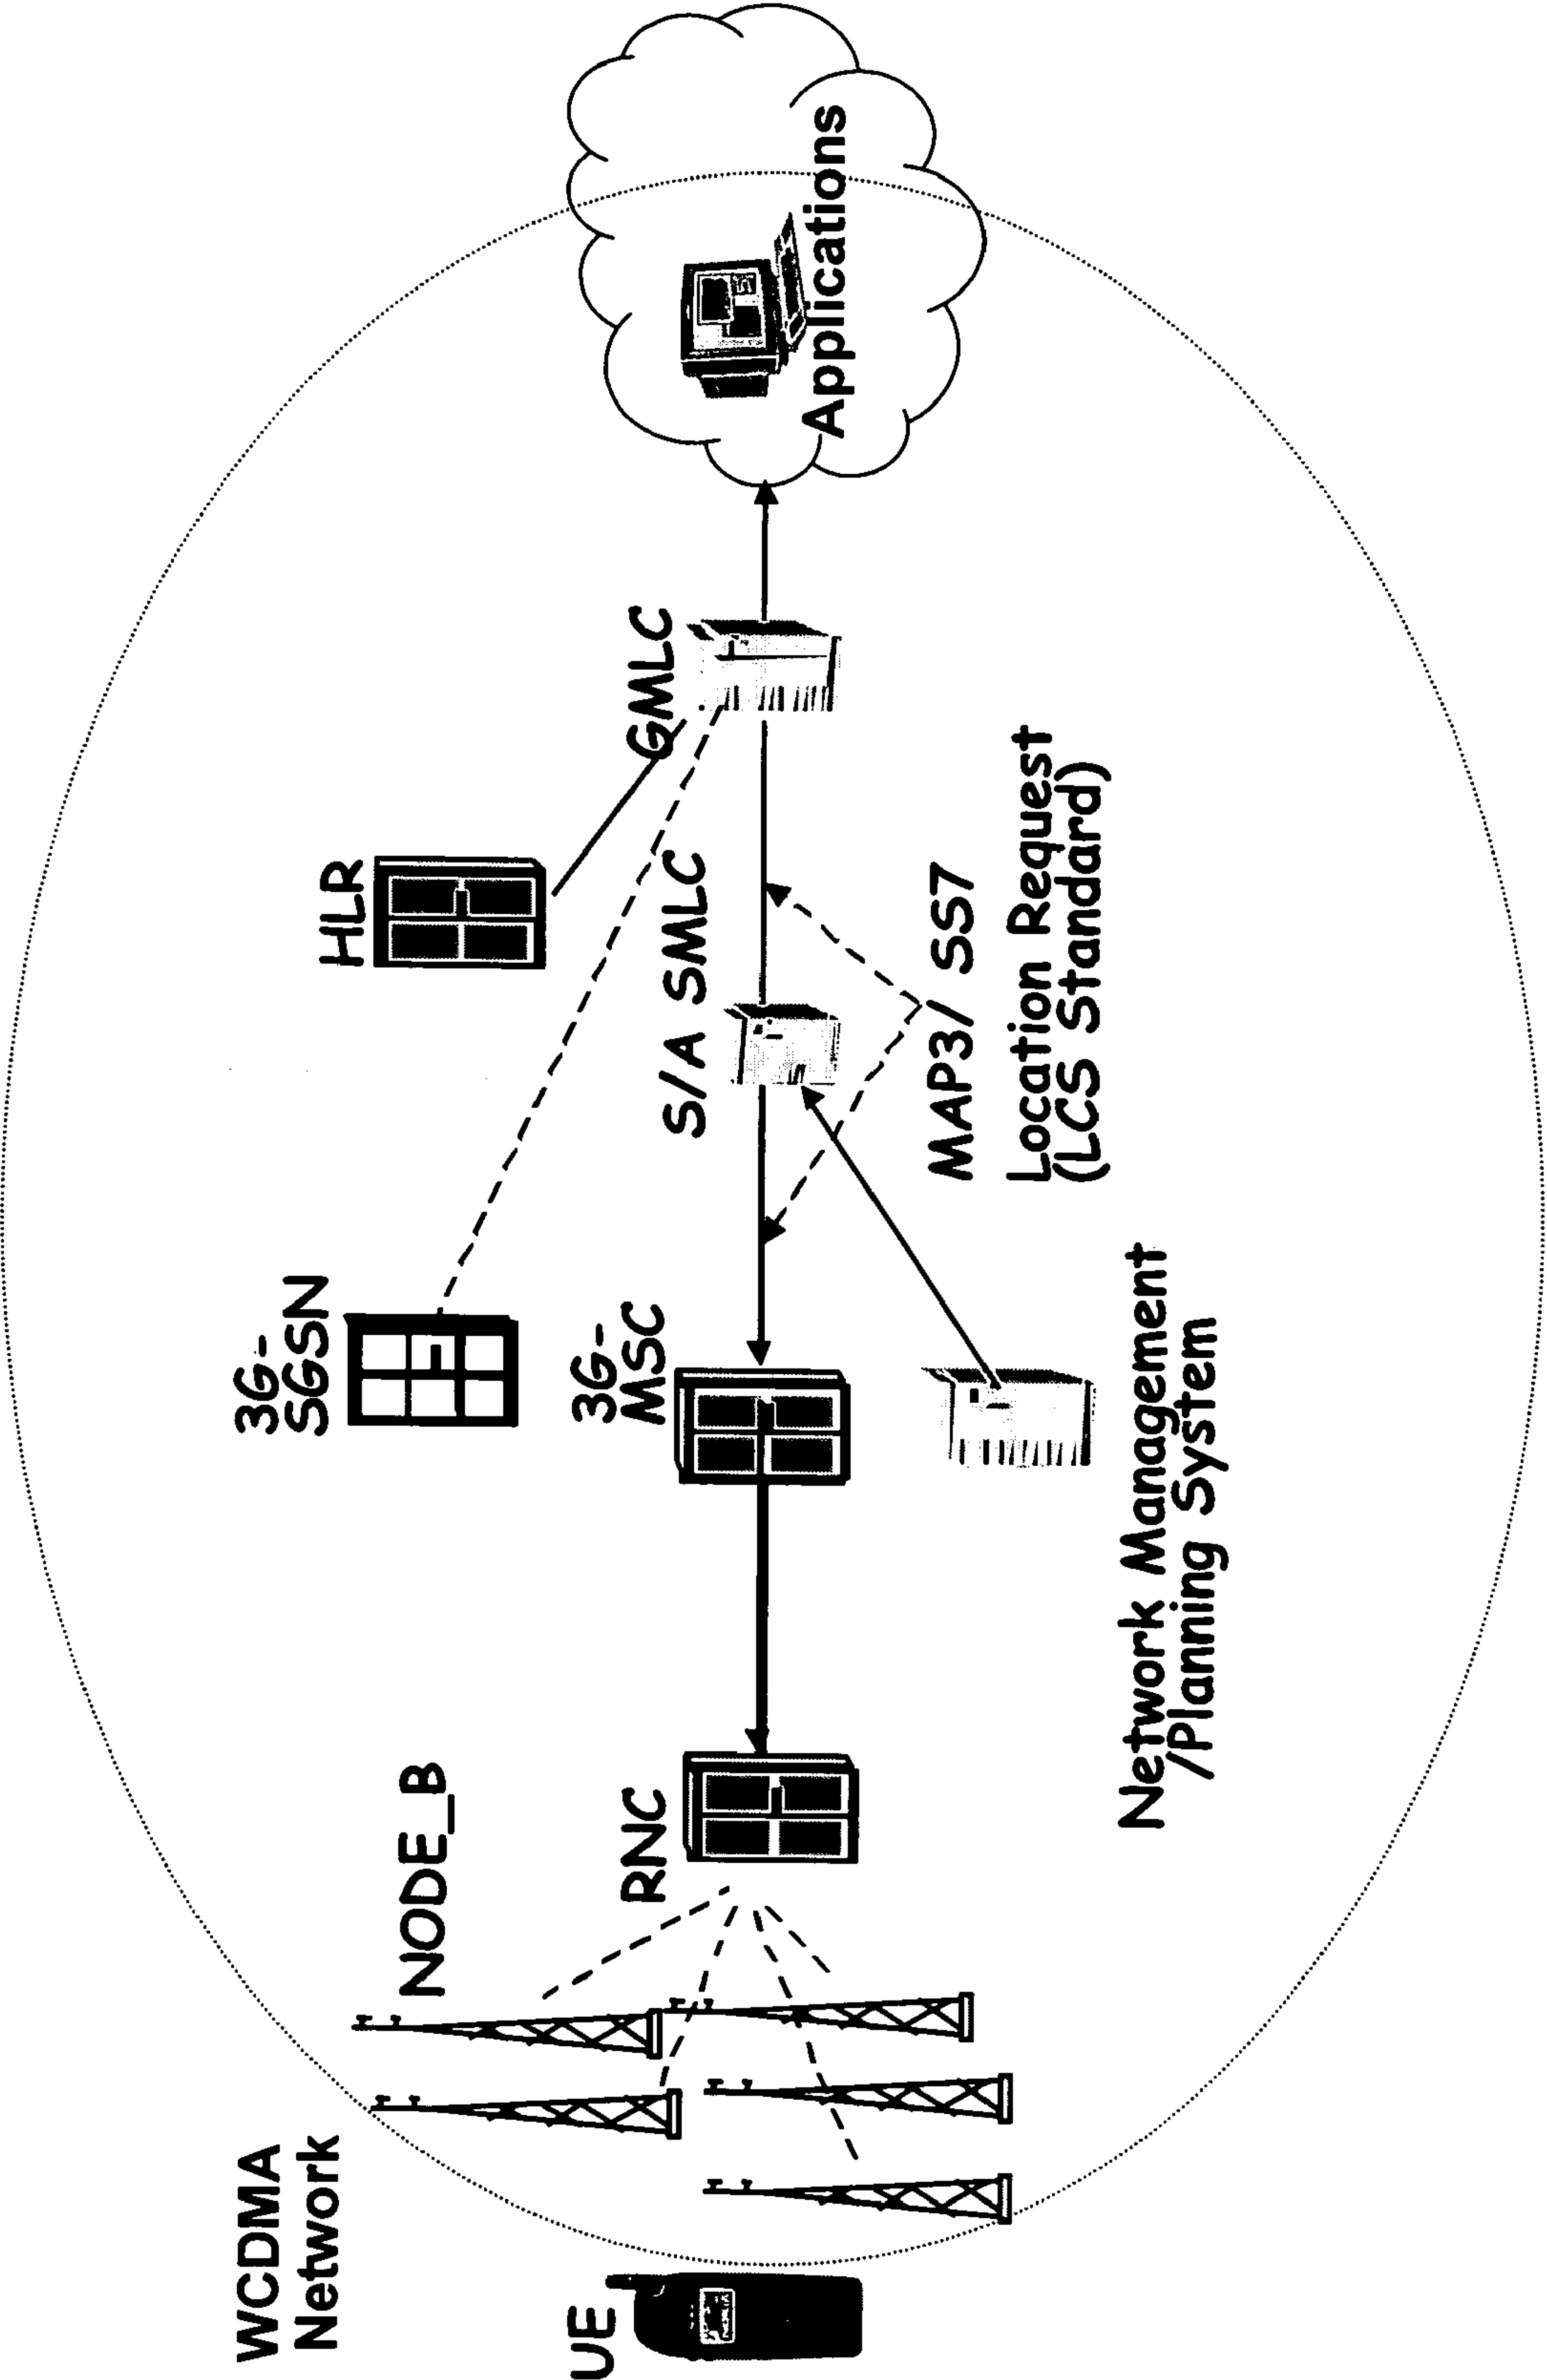 WCDMA
Network
UE
NODE_B
RNC
3G-
SGSN
3G-
MSC
HLR
S/A SMLC
GMLC
Applications
MAP3/ SS7
Location Request
(LCS Standard)
Network Management
/Planning System